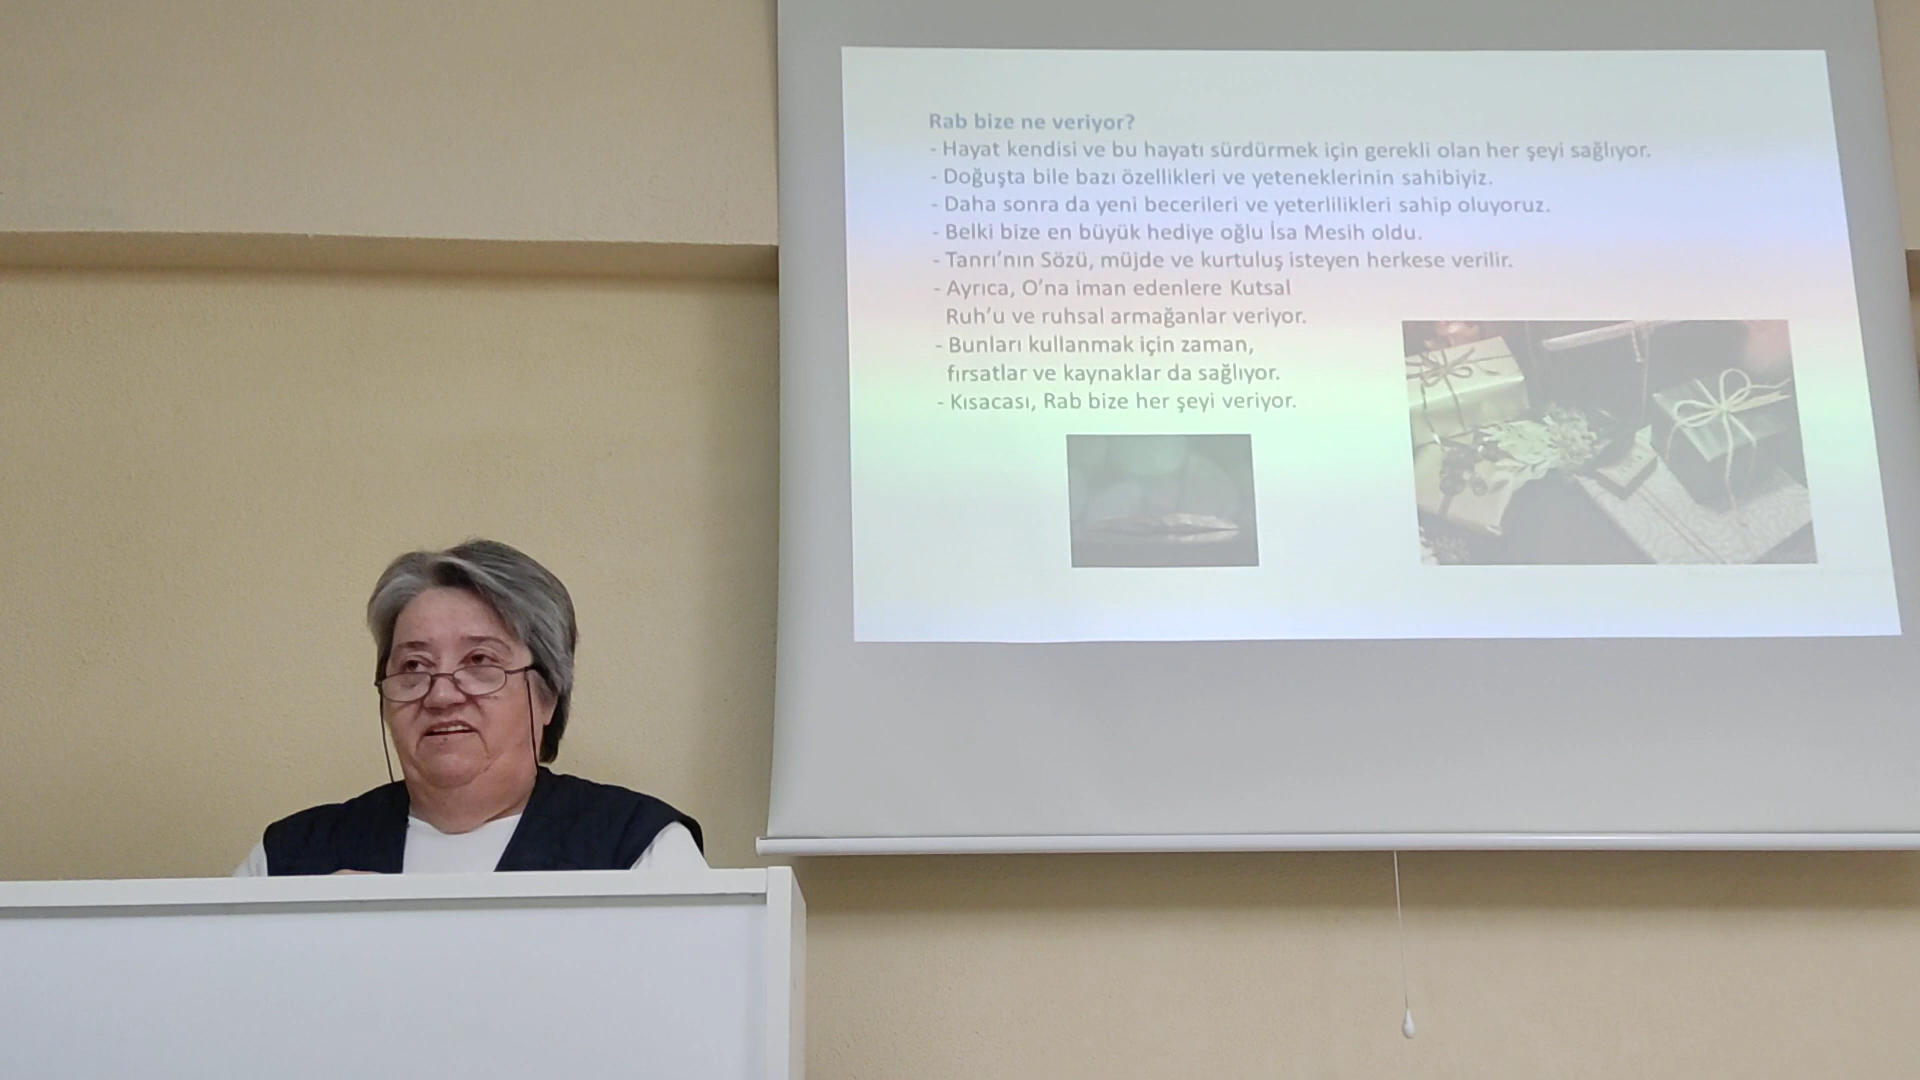 Rab bize ne veriyor?
- Hayat kendisi ve bu hayatı sürdürmek için gerekli olan her şeyi sağlıyor.
- Doğuşta bile bazı özellikleri ve yeteneklerinin sahibiyiz.
- Daha sonra da yeni becerileri ve yeterlilikleri sahip oluyoruz.
- Belki bize en büyük hediye oğlu İsa Mesih oldu.
- Tanrı’nın Sözü, müjde ve kurtuluş isteyen herkese verilir.
- Ayrıca, O’na iman edenlere Kutsal
Ruh’u ve ruhsal armağanlar veriyor.
- Bunları kullanmak için zaman,
fırsatlar ve kaynaklar da sağlıyor.
- Kısacası, Rab bize her şeyi veriyor.